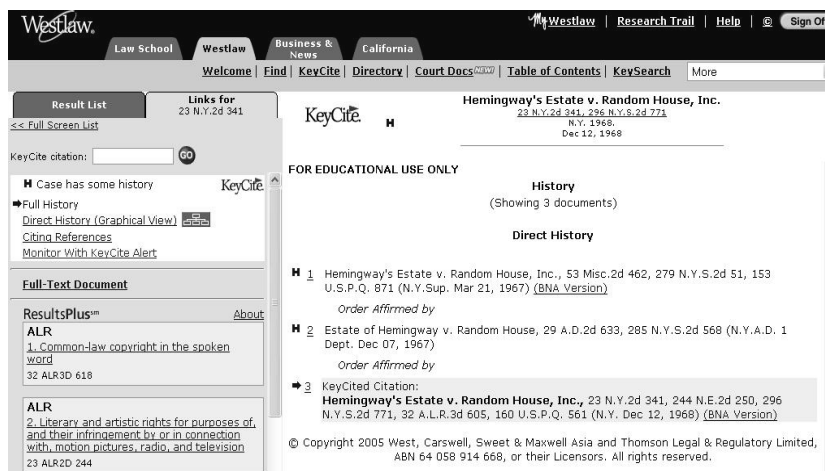 Westlaw.
My Westlaw | Research Trail | Help | © Sign Of
Law School
Westlaw
Business &
News
California
Welcome | Find | KeyCite | Directory | Court Docs NEW! | Table of Contents | KeySearch
More
Result List
Links for
23 N.Y.2d 341
<< Full Screen List
KeyCite citation:
GO
H Case has some history
KeyCite.
Full History
Direct History (Graphical View)
Citing References
Monitor With KeyCite Alert
Full-Text Document
ResultsPlus℠
About
ALR
1. Common-law copyright in the spoken
word
32 ALR3D 618
ALR
2. Literary and artistic rights for purposes of,
and their infringement by or in connection
with, motion pictures, radio, and television
23 ALR2D 244
KeyCite. H
Hemingway's Estate v. Random House, Inc.
23 N.Y.2d 341, 296 N.Y.S.2d 771
N.Y. 1968.
Dec 12, 1968
FOR EDUCATIONAL USE ONLY
History
(Showing 3 documents)
Direct History
H 1 Hemingway's Estate v. Random House, Inc., 53 Misc.2d 462, 279 N.Y.S.2d 51, 153
U.S.P.Q. 871 (N.Y.Sup. Mar 21, 1967) (BNA Version)
Order Affirmed by
H 2 Estate of Hemingway v. Random House, 29 A.D.2d 633, 285 N.Y.S.2d 568 (N.Y.A.D. 1
Dept. Dec 07, 1967)
Order Affirmed by
3 KeyCited Citation:
Hemingway's Estate v. Random House, Inc., 23 N.Y.2d 341, 244 N.E.2d 250, 296
N.Y.S.2d 771, 32 A.L.R.3d 605, 160 U.S.P.Q. 561 (N.Y. Dec 12, 1968) (BNA Version)
© Copyright 2005 West, Carswell, Sweet & Maxwell Asia and Thomson Legal & Regulatory Limited,
ABN 64 058 914 668, or their Licensors. All rights reserved.